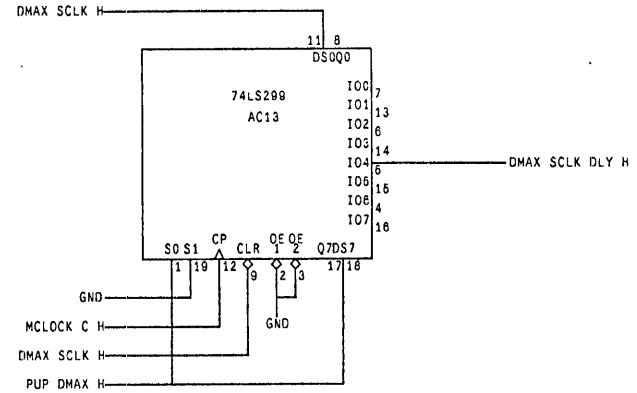 DMAX SCLK H
11 8
DS0Q0
74LS299
AC13
IO0
7
IO1
13
IO2
6
IO3
14
IO4
5
DMAX SCLK DLY H
IO5
15
IO6
4
IO7
16
S0 S1 CP CLR OE OE Q7DS7
1 2
1 19 12 9 2 3 17 18
GND
GND
MCLOCK C H
DMAX SCLK H
PUP DMAX H